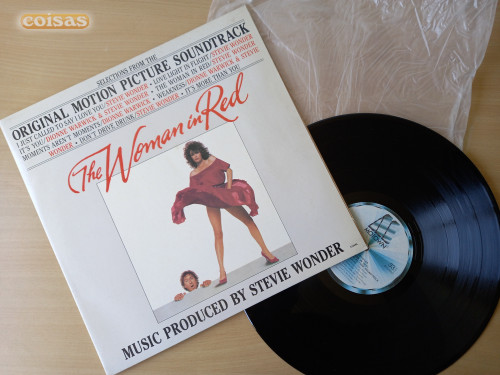 coisas
SELECTIONS FROM THE
ORIGINAL MOTION PICTURE SOUNDTRACK
I JUST CALLED TO SAY I LOVE YOU/STEVIE WONDER • LOVE LIGHT IN FLIGHT/STEVIE WONDER
IT'S YOU/DIONNE WARWICK & STEVIE WONDER • THE WOMAN IN RED/STEVIE WONDER
MOMENTS AREN'T MOMENTS/DIONNE WARWICK • WEAKNESS/DIONNE WARWICK & STEVIE
WONDER • DON'T DRIVE DRUNK/STEVIE WONDER • IT'S MORE THAN YOU
The Woman in Red
MUSIC PRODUCED BY STEVIE WONDER